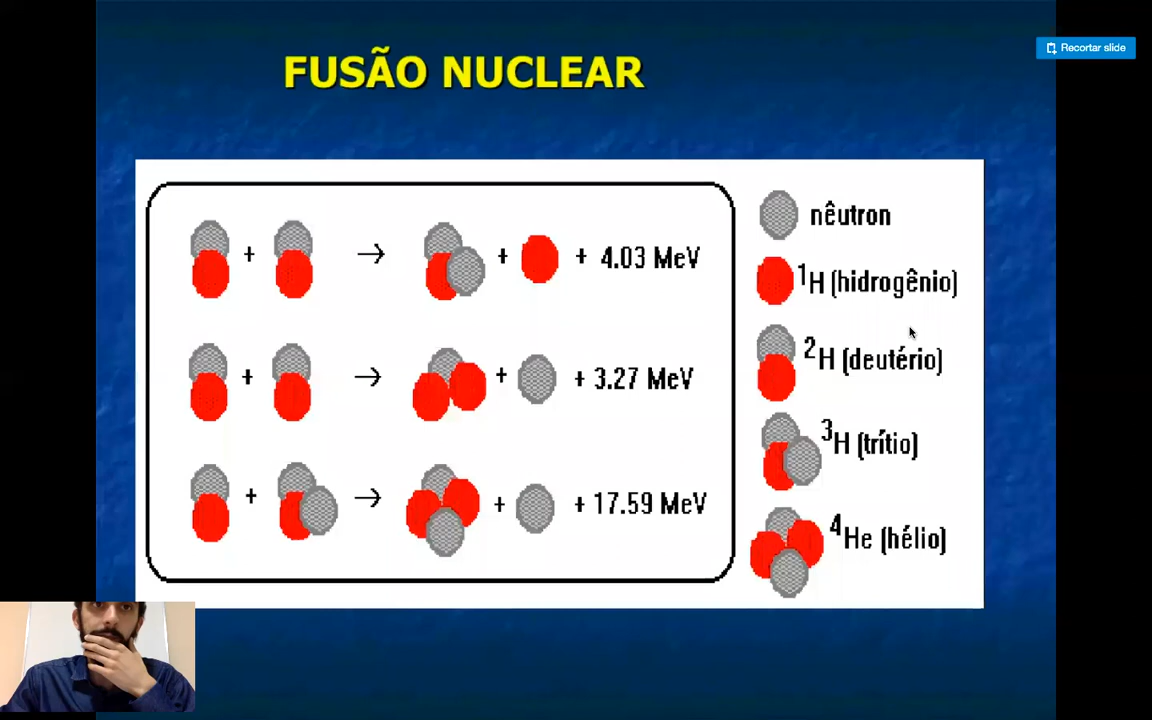 FUSÃO NUCLEAR
Recortar slide
+ → + + 4.03 MeV
+ → + + 3.27 MeV
+ → + + 17.59 MeV
nêutron
¹H (hidrogênio)
²H (deutério)
³H (trítio)
⁴He (hélio)